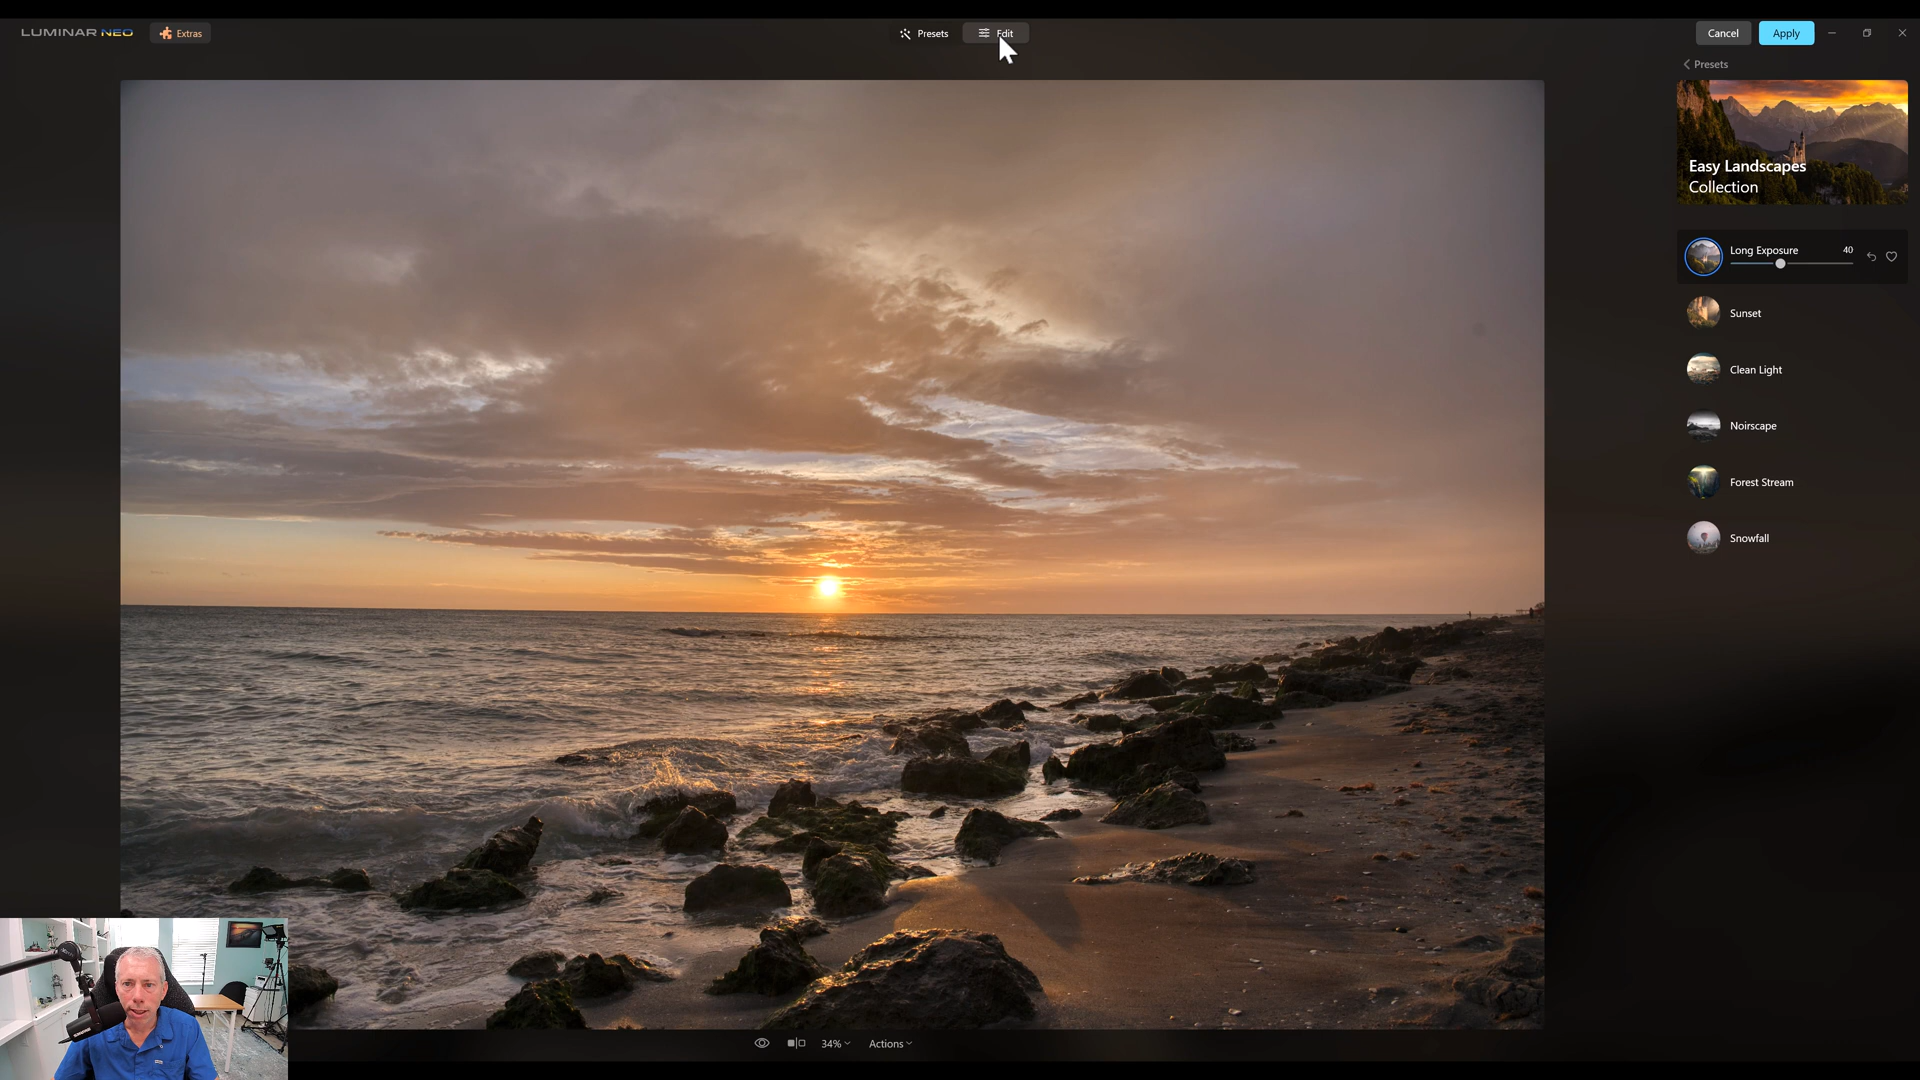 LUMINAR NEO
Extras
Presets
Edit
Cancel
Apply
Presets
Easy Landscapes
Collection
Long Exposure
40
Sunset
Clean Light
Noirscape
Forest Stream
Snowfall
34%
Actions